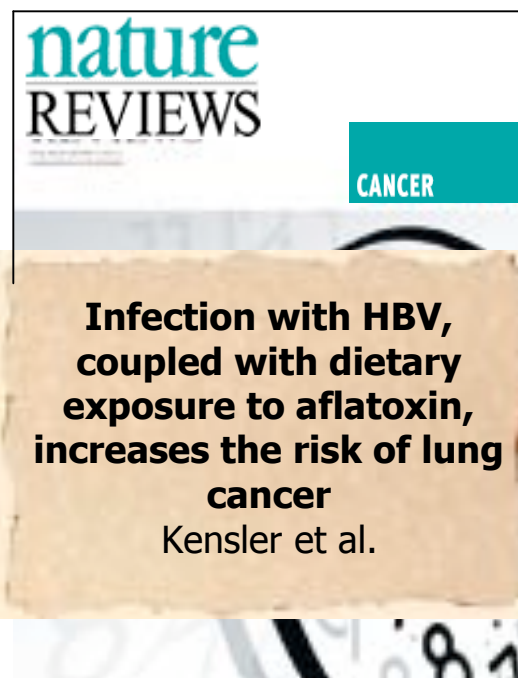 nature
REVIEWS
CANCER
Infection with HBV,
coupled with dietary
exposure to aflatoxin,
increases the risk of lung
cancer
Kensler et al.